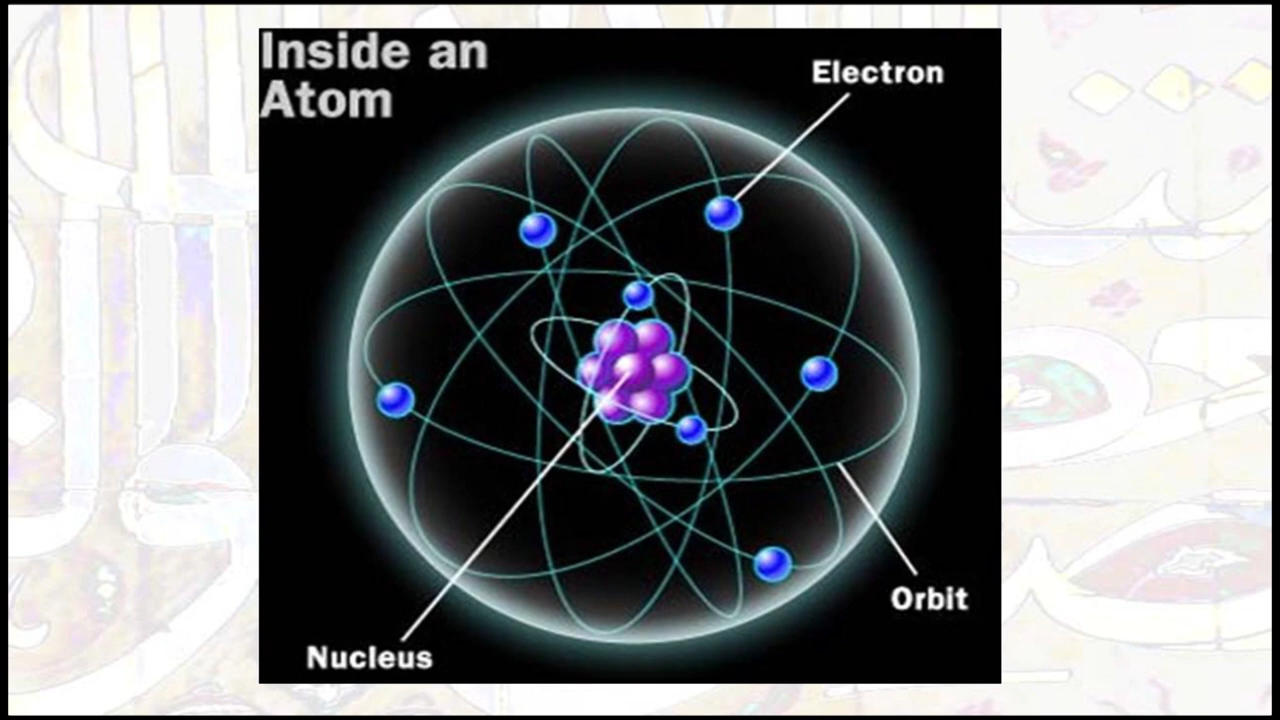 Inside an
Atom
Electron
Orbit
Nucleus